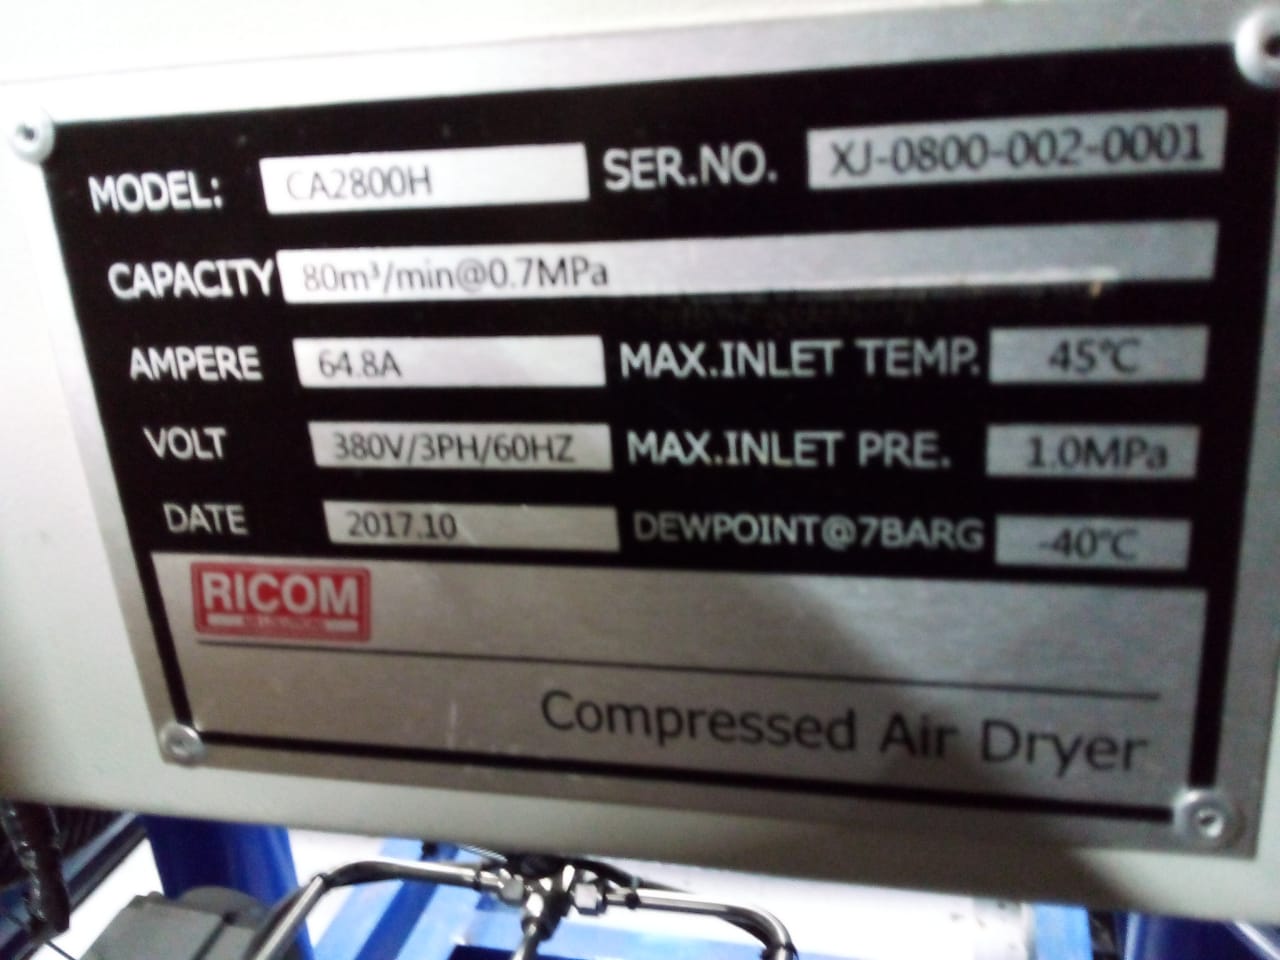 MODEL: CA2800H SER.NO. XJ-0800-002-0001
CAPACITY 80m³/min@0.7MPa
AMPERE 64.8A MAX.INLET TEMP. 45℃
VOLT 380V/3PH/60HZ MAX.INLET PRE. 1.0MPa
DATE 2017.10 DEWPOINT@7BARG -40℃
RICOM
Compressed Air Dryer